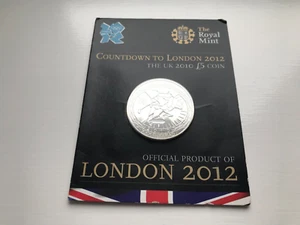 The
Royal
Mint
COUNTDOWN TO LONDON 2012
THE UK 2010 £5 COIN
OFFICIAL PRODUCT OF
LONDON 2012